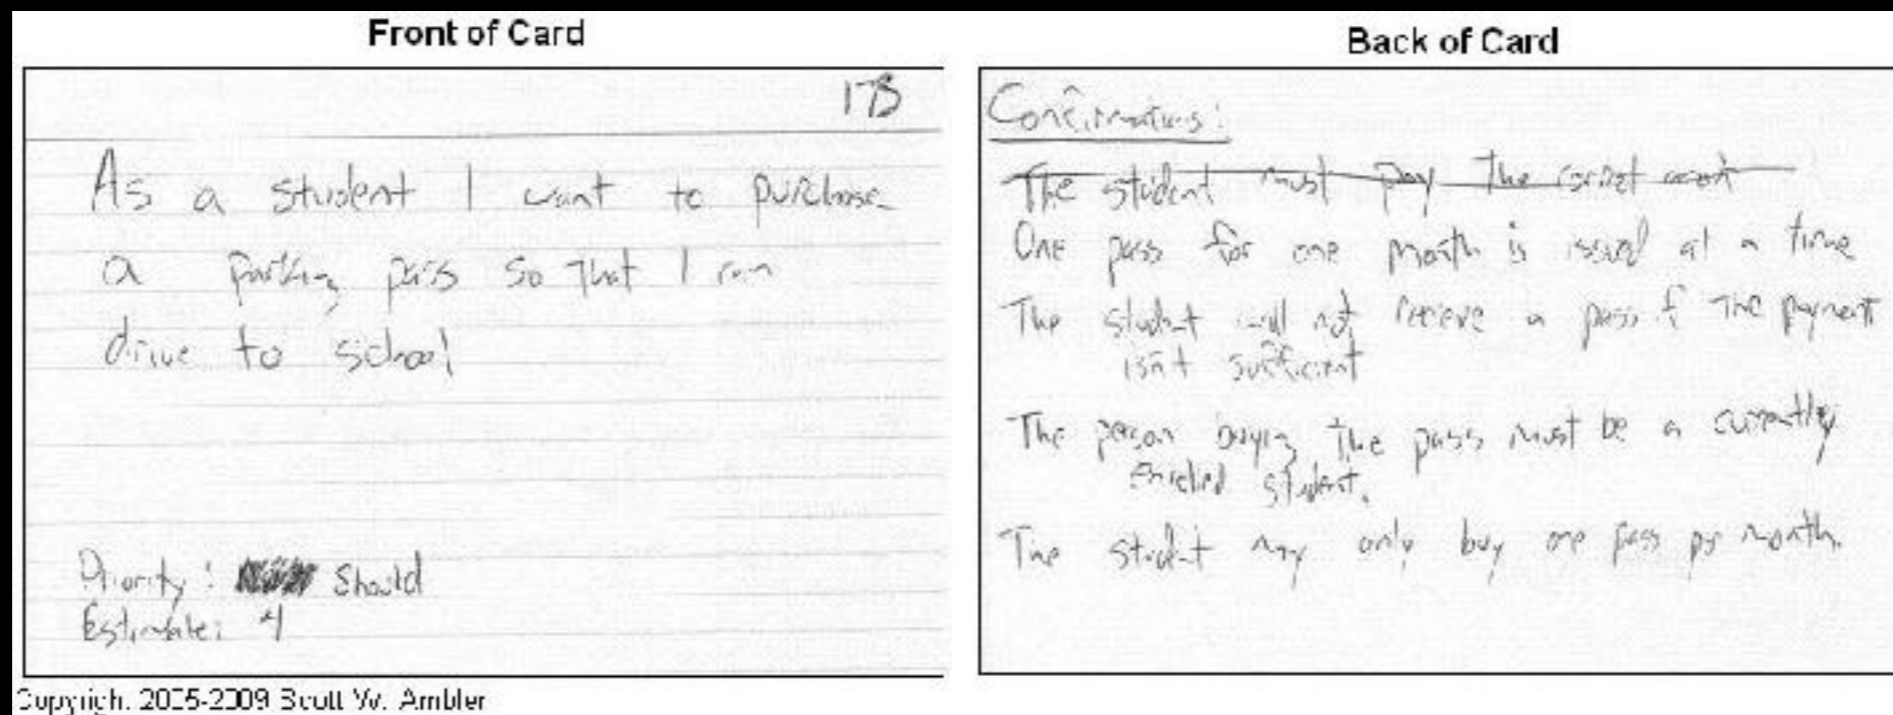 Front of Card
173
As a student I want to purchase
a parking pass so that I can
drive to school
Priority: Should
Estimate: 4
Copyright 2005-2009 Scott W. Ambler
Back of Card
Confirmations:
The student must pay the correct amount
One pass for one month is issued at a time
The student will not receive a pass if the payment
isn't sufficient
The person buying the pass must be a currently
enrolled student.
The student may only buy one pass per month.